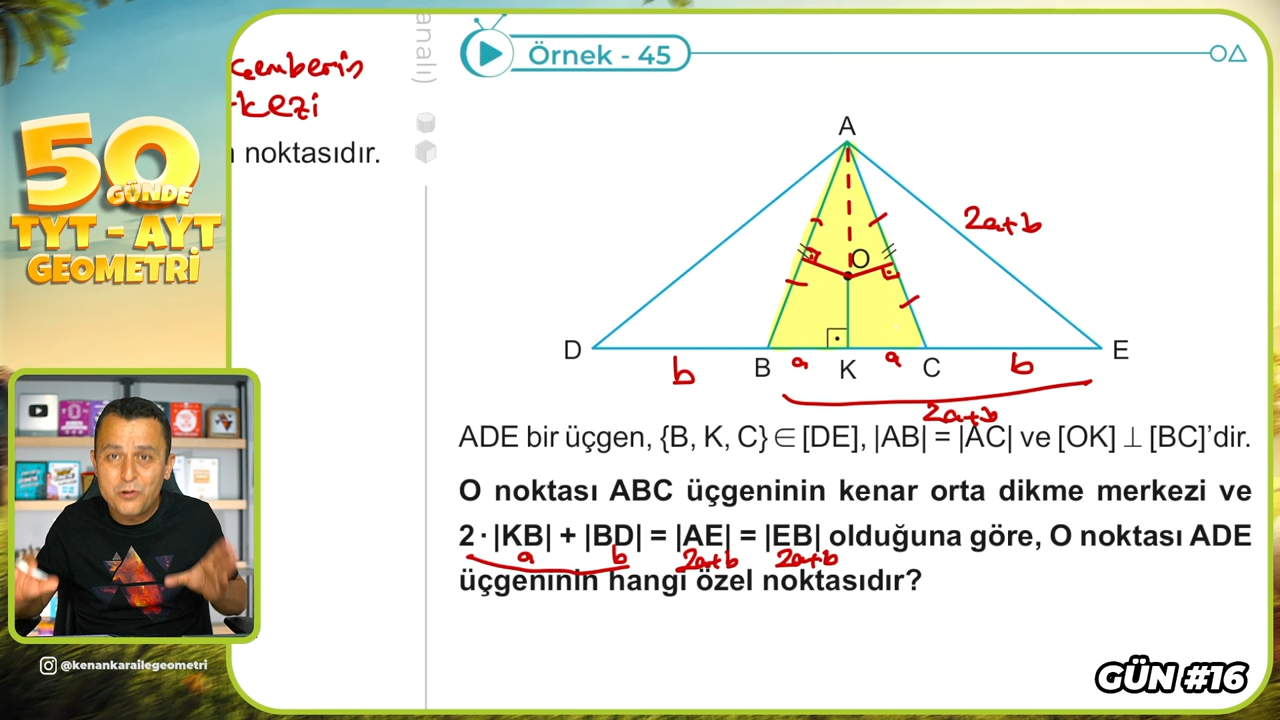 çemberin
kezi
noktasıdır.
analı)
50
GÜNDE
TYT - AYT
GEOMETRİ
Örnek - 45
A
2a+b
O
D
B
K
C
E
b
a
a
b
2a+b
ADE bir üçgen, {B, K, C} ∈ [DE], |AB| = |AC| ve [OK] ⊥ [BC]'dir.
O noktası ABC üçgeninin kenar orta dikme merkezi ve
2·|KB| + |BD| = |AE| = |EB| olduğuna göre, O noktası ADE
a b 2a+b 2a+b
üçgeninin hangi özel noktasıdır?
@kenankarailegeometri
GÜN #16